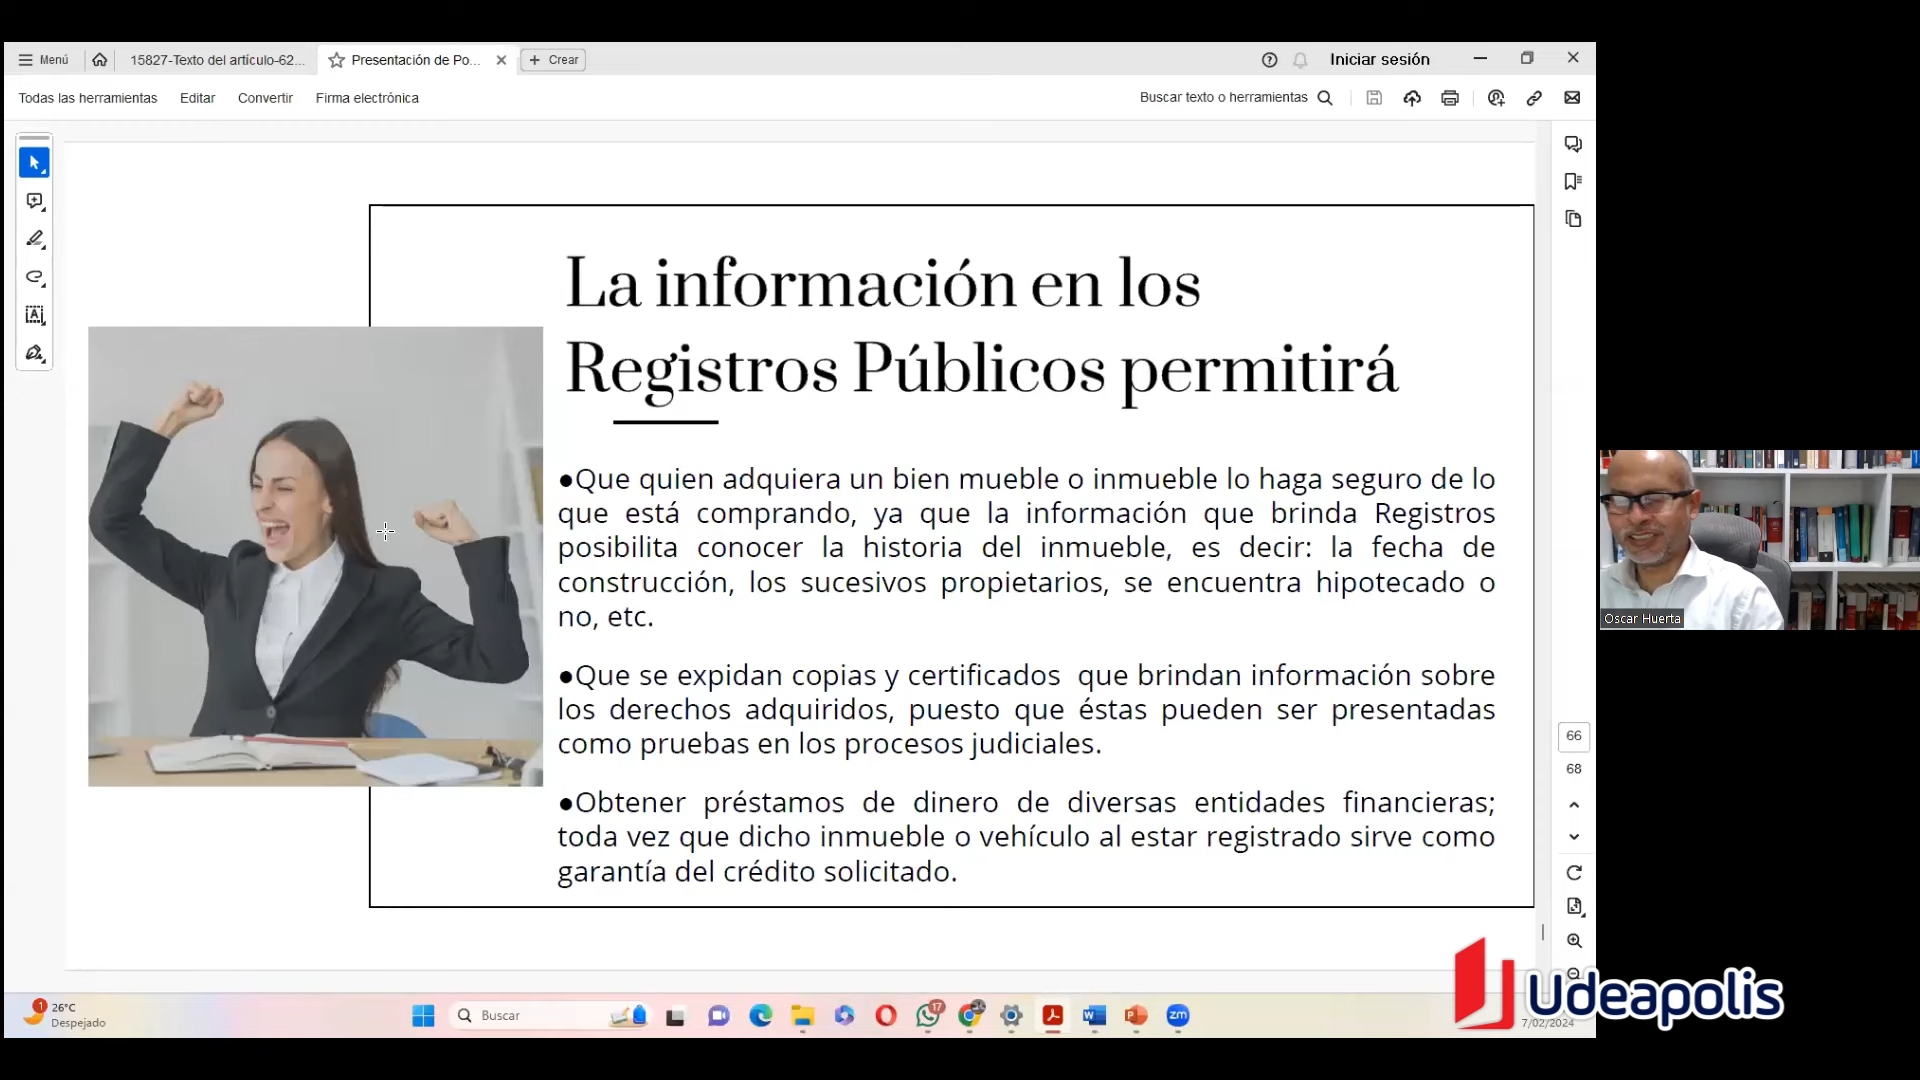 Menú
15827-Texto del artículo-62...
Presentación de Po...
Crear
Iniciar sesión
Todas las herramientas
Editar
Convertir
Firma electrónica
Buscar texto o herramientas
La información en los
Registros Públicos permitirá
●Que quien adquiera un bien mueble o inmueble lo haga seguro de lo
que está comprando, ya que la información que brinda Registros
posibilita conocer la historia del inmueble, es decir: la fecha de
construcción, los sucesivos propietarios, se encuentra hipotecado o
no, etc.
●Que se expidan copias y certificados que brindan información sobre
los derechos adquiridos, puesto que éstas pueden ser presentadas
como pruebas en los procesos judiciales.
●Obtener préstamos de dinero de diversas entidades financieras;
toda vez que dicho inmueble o vehículo al estar registrado sirve como
garantía del crédito solicitado.
66
68
Oscar Huerta
1
26°C
Despejado
Buscar
17
zm
7/02/2024
Udeapolis